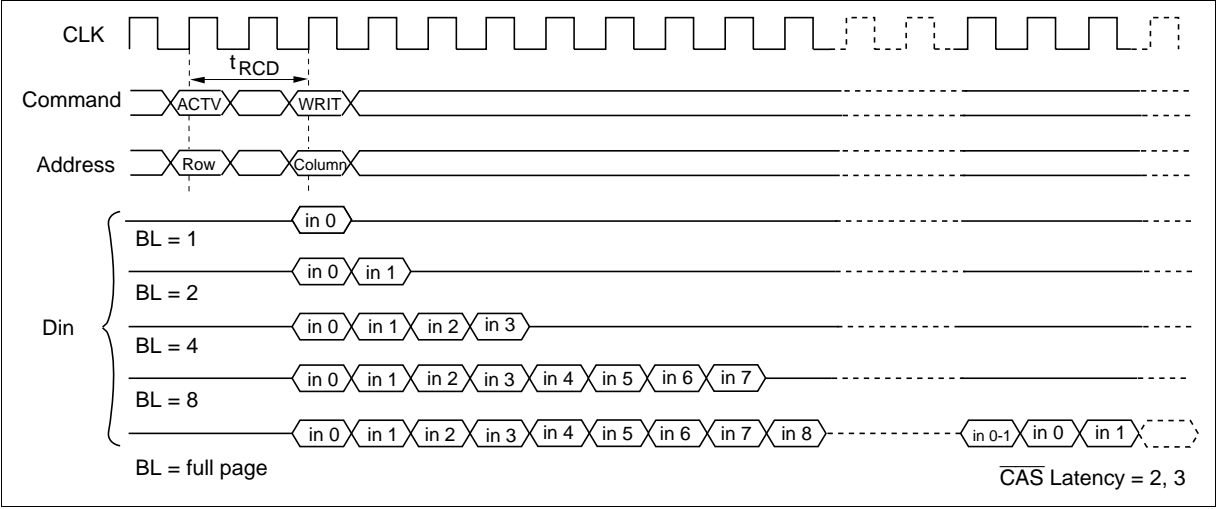 CLK
tRCD
Command ACTV WRIT
Address Row Column
in 0
BL = 1
in 0 in 1
BL = 2
Din
in 0 in 1 in 2 in 3
BL = 4
in 0 in 1 in 2 in 3 in 4 in 5 in 6 in 7
BL = 8
in 0 in 1 in 2 in 3 in 4 in 5 in 6 in 7 in 8 in 0-1 in 0 in 1
BL = full page
C̅A̅S̅ Latency = 2, 3